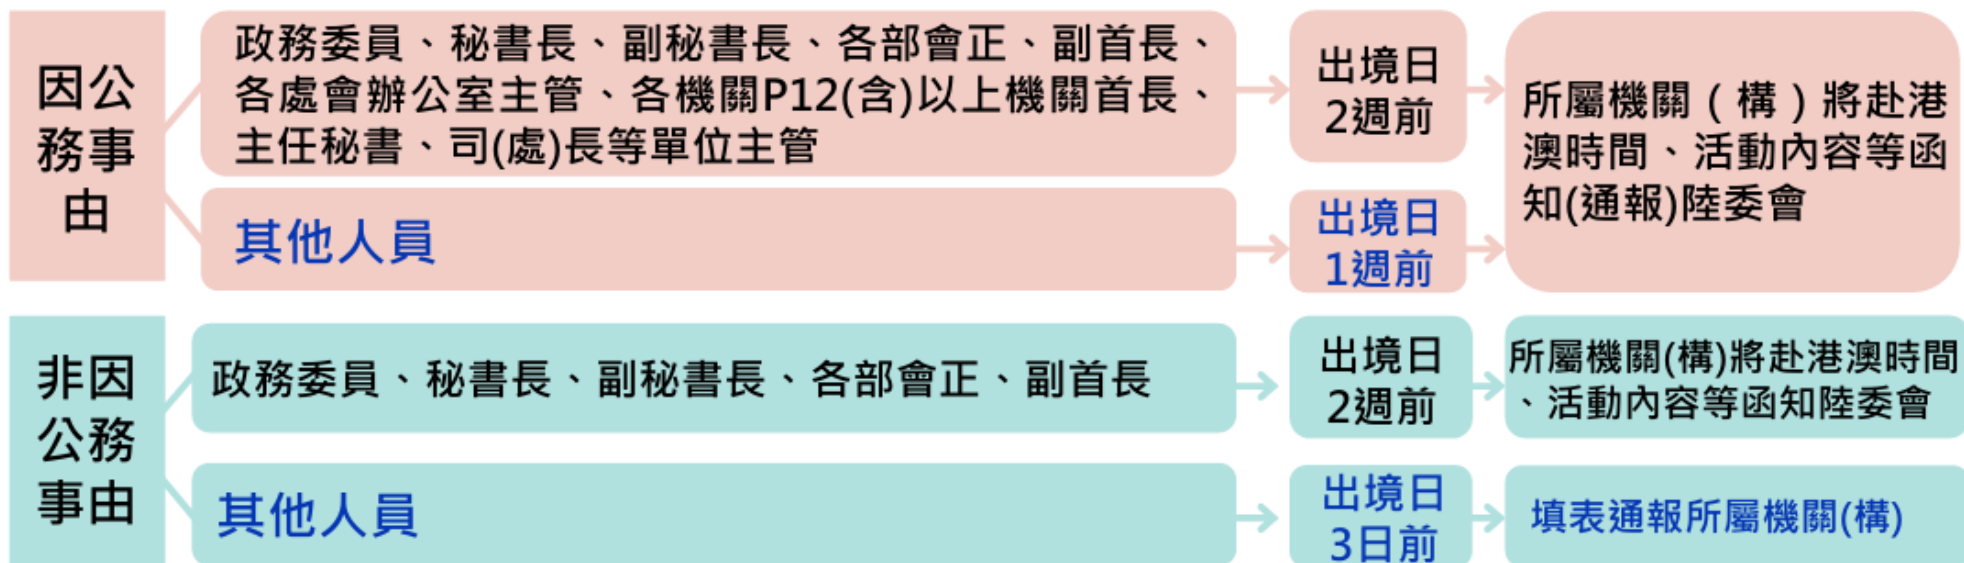 因公
務事
由
政務委員、秘書長、副秘書長、各部會正、副首長、
各處會辦公室主管、各機關P12(含)以上機關首長、
主任秘書、司(處)長等單位主管
出境日
2週前
其他人員
出境日
1週前
所屬機關（構）將赴港
澳時間、活動內容等函
知(通報)陸委會
非因
公務
事由
政務委員、秘書長、副秘書長、各部會正、副首長
出境日
2週前
所屬機關(構)將赴港澳時間
、活動內容等函知陸委會
其他人員
出境日
3日前
填表通報所屬機關(構)